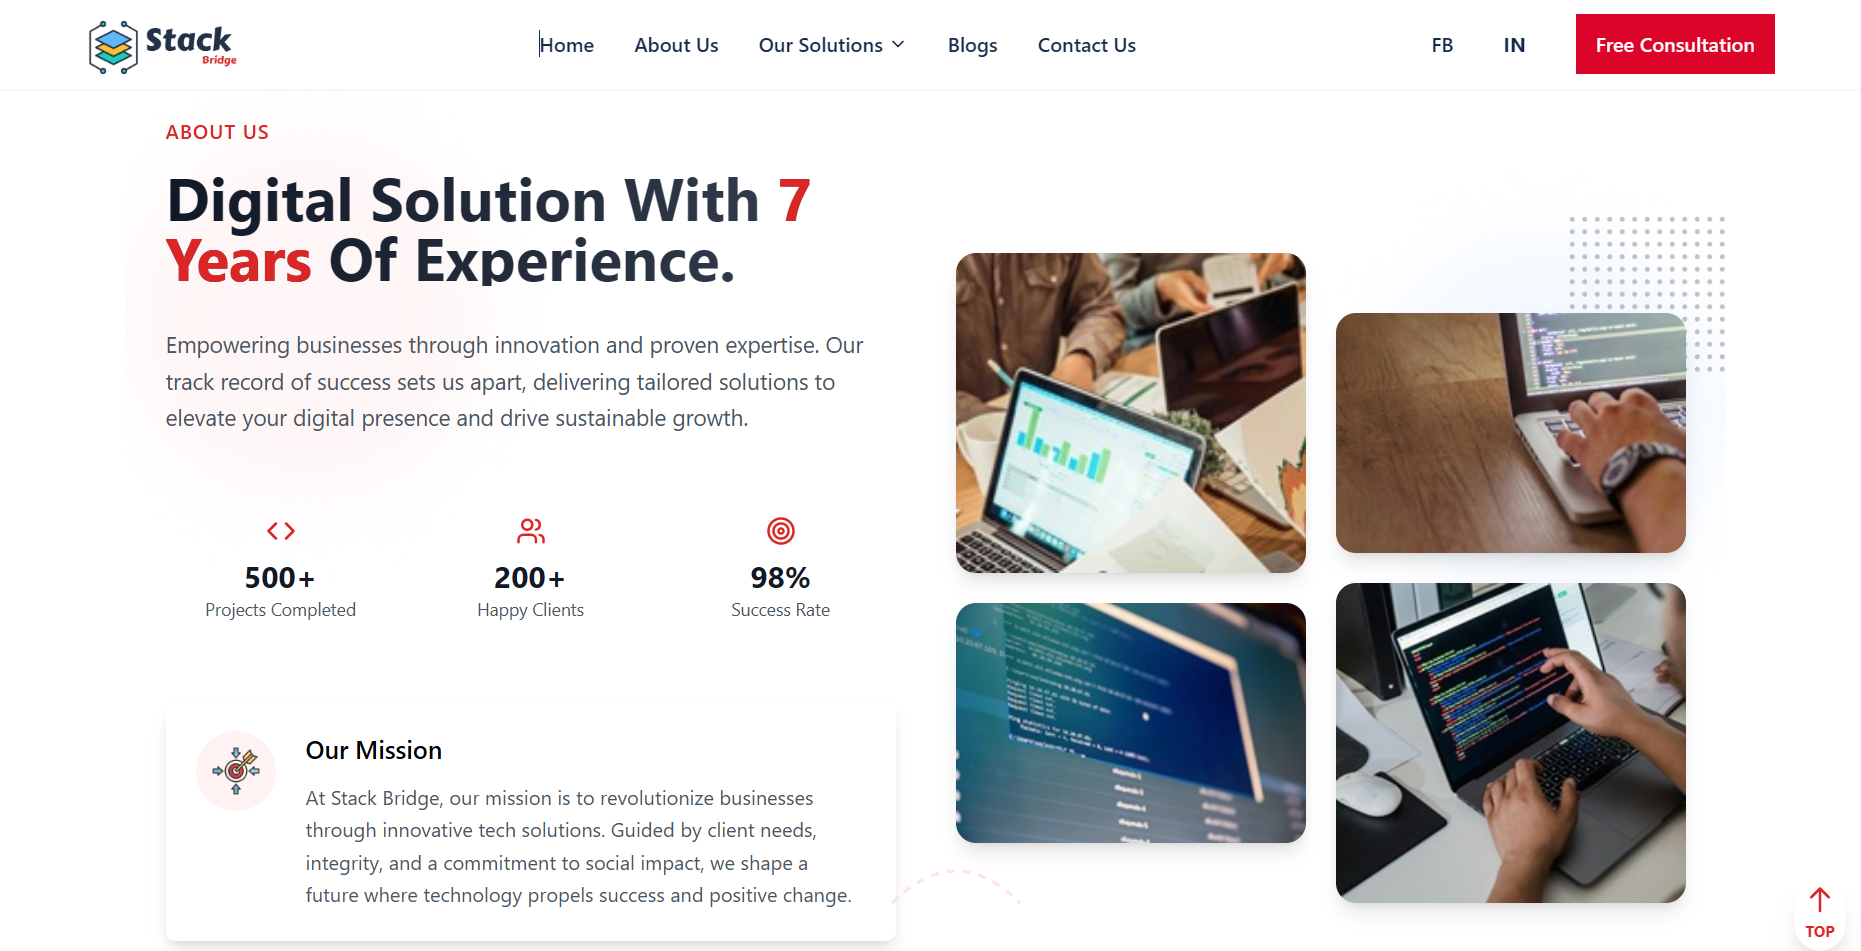 Stack
Bridge
Home
About Us
Our Solutions
Blogs
Contact Us
FB
IN
Free Consultation
ABOUT US
Digital Solution With 7
Years Of Experience.
Empowering businesses through innovation and proven expertise. Our
track record of success sets us apart, delivering tailored solutions to
elevate your digital presence and drive sustainable growth.
500+
Projects Completed
200+
Happy Clients
98%
Success Rate
Our Mission
At Stack Bridge, our mission is to revolutionize businesses
through innovative tech solutions. Guided by client needs,
integrity, and a commitment to social impact, we shape a
future where technology propels success and positive change.
TOP